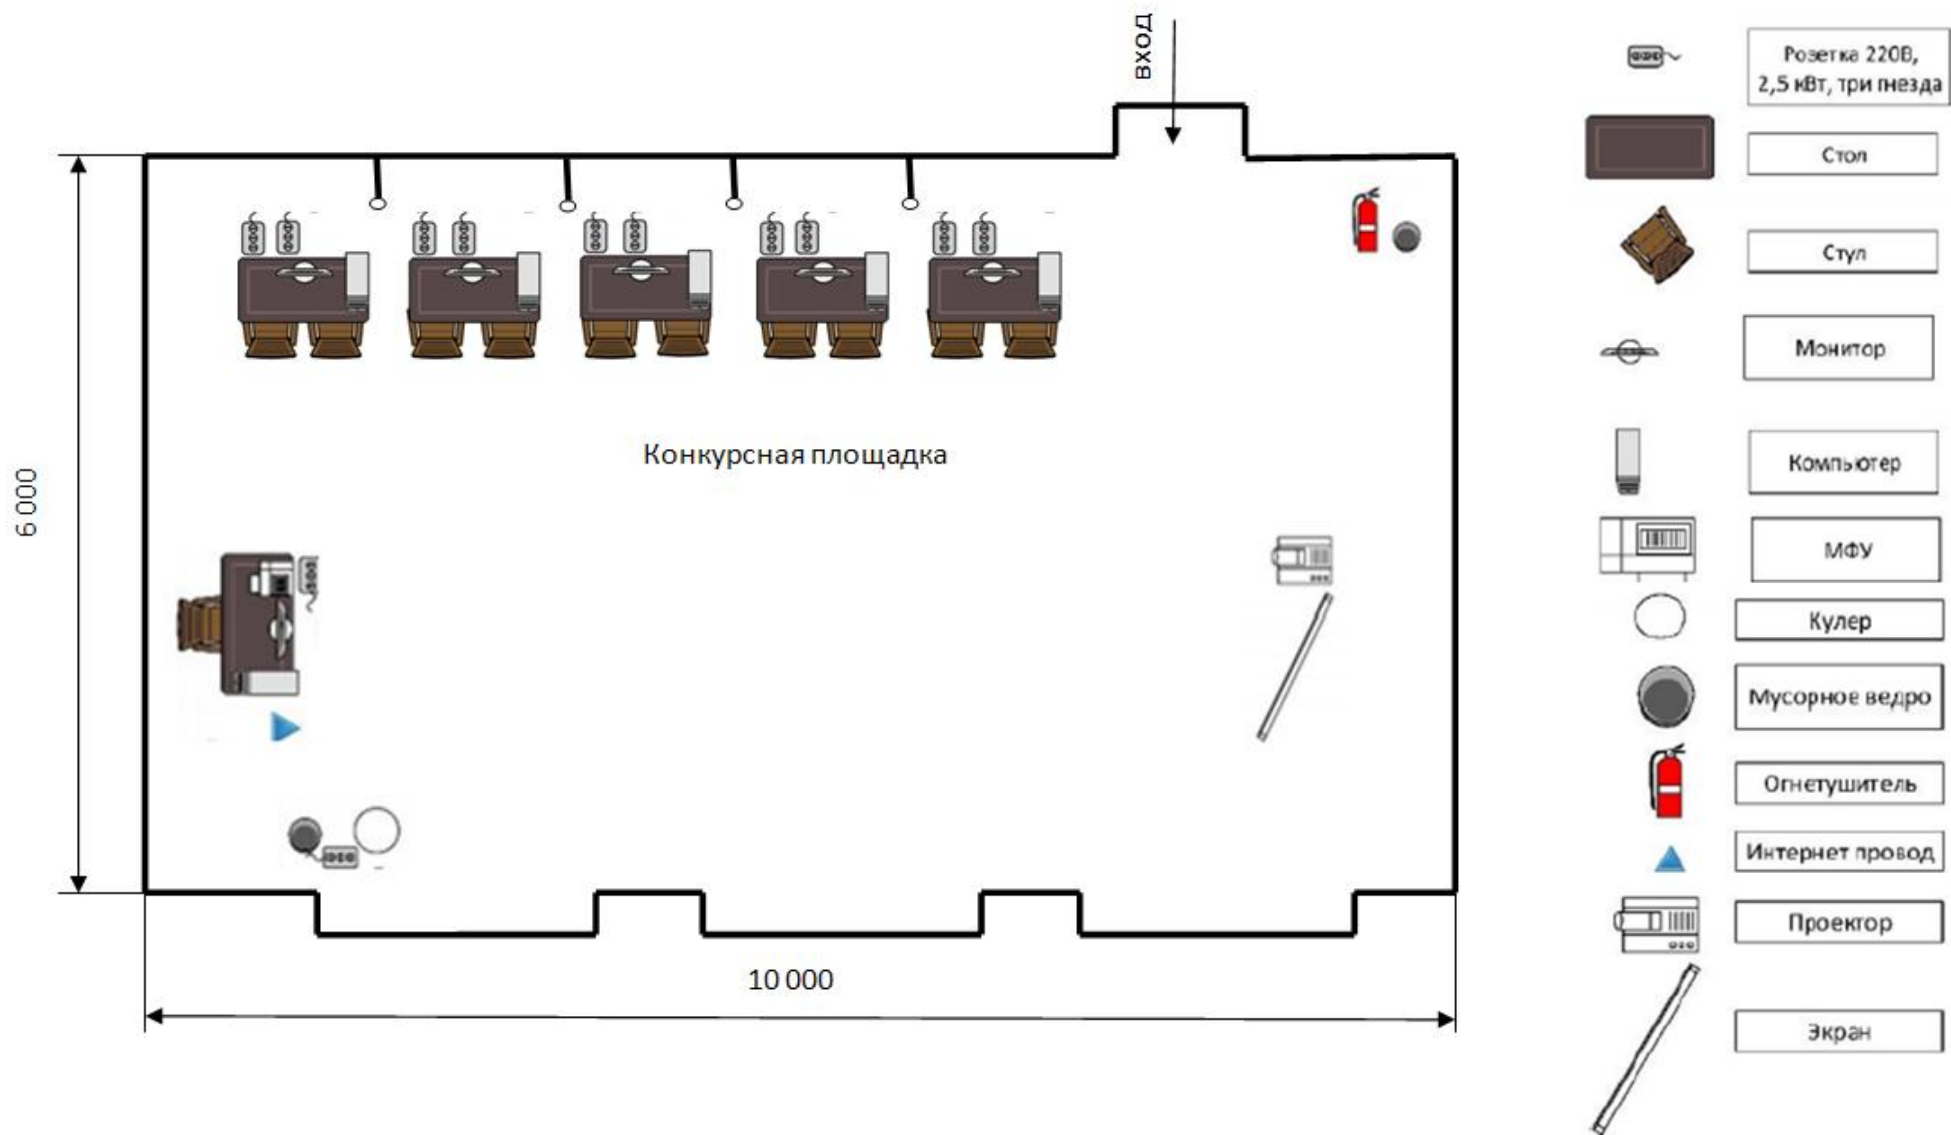 вход
Розетка 220В,
2,5 кВт, три гнезда
Стол
Стул
Монитор
Конкурсная площадка
Компьютер
6 000
МФУ
Кулер
Мусорное ведро
Огнетушитель
Интернет провод
Проектор
10 000
Экран